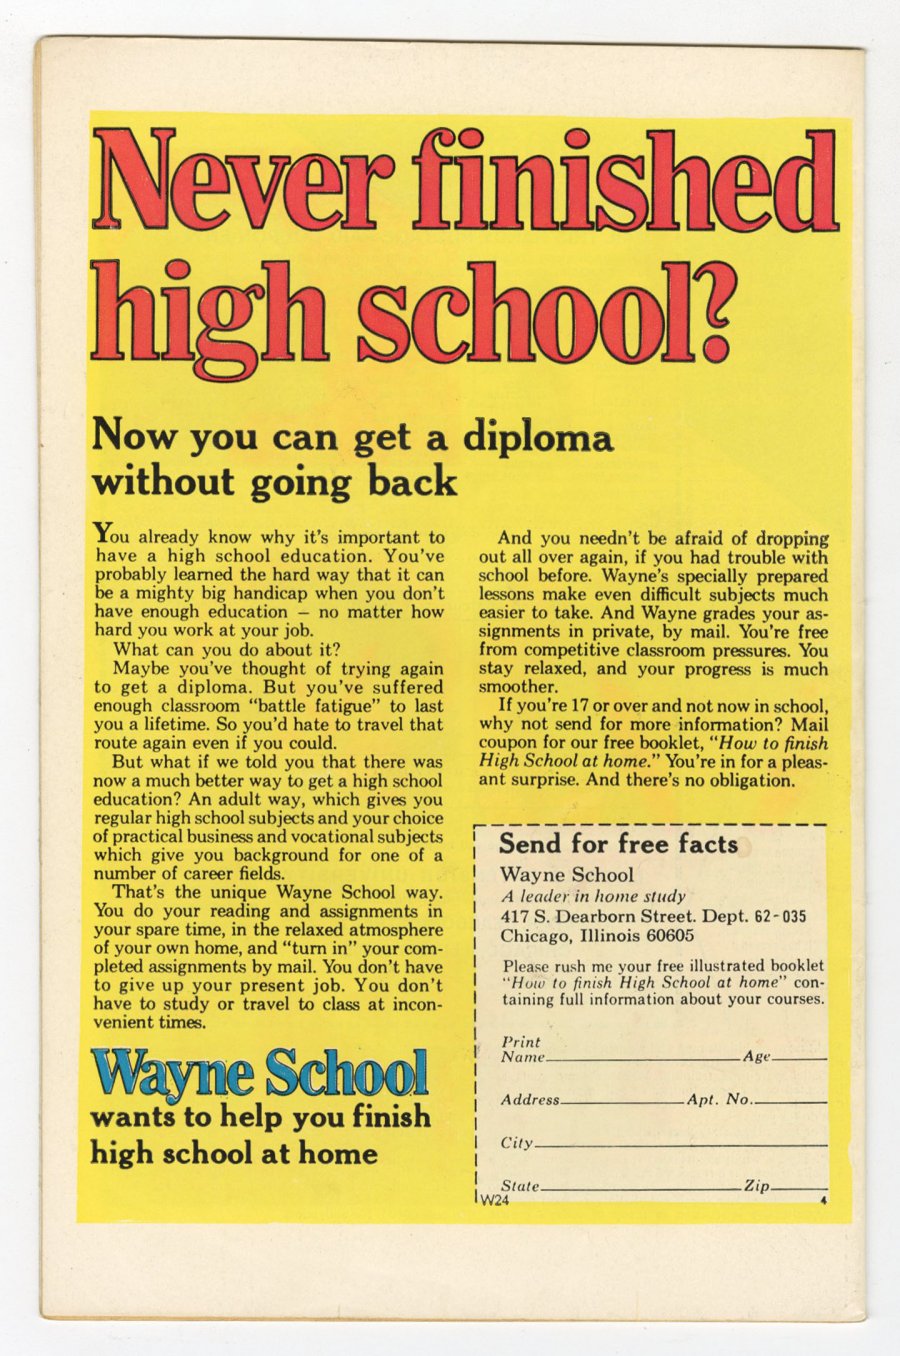 Never finished
high school?
Now you can get a diploma
without going back
You already know why it's important to
have a high school education. You've
probably learned the hard way that it can
be a mighty big handicap when you don't
have enough education — no matter how
hard you work at your job.
What can you do about it?
Maybe you've thought of trying again
to get a diploma. But you've suffered
enough classroom "battle fatigue" to last
you a lifetime. So you'd hate to travel that
route again even if you could.
But what if we told you that there was
now a much better way to get a high school
education? An adult way, which gives you
regular high school subjects and your choice
of practical business and vocational subjects
which give you background for one of a
number of career fields.
That's the unique Wayne School way.
You do your reading and assignments in
your spare time, in the relaxed atmosphere
of your own home, and "turn in" your com-
pleted assignments by mail. You don't have
to give up your present job. You don't
have to study or travel to class at incon-
venient times.
Wayne School
wants to help you finish
high school at home
And you needn't be afraid of dropping
out all over again, if you had trouble with
school before. Wayne's specially prepared
lessons make even difficult subjects much
easier to take. And Wayne grades your as-
signments in private, by mail. You're free
from competitive classroom pressures. You
stay relaxed, and your progress is much
smoother.
If you're 17 or over and not now in school,
why not send for more information? Mail
coupon for our free booklet, "How to finish
High School at home." You're in for a pleas-
ant surprise. And there's no obligation.
Send for free facts
Wayne School
A leader in home study
417 S. Dearborn Street. Dept. 62-035
Chicago, Illinois 60605
Please rush me your free illustrated booklet
"How to finish High School at home" con-
taining full information about your courses.
Print
Name Age
Address Apt. No.
City
State Zip
W24 4